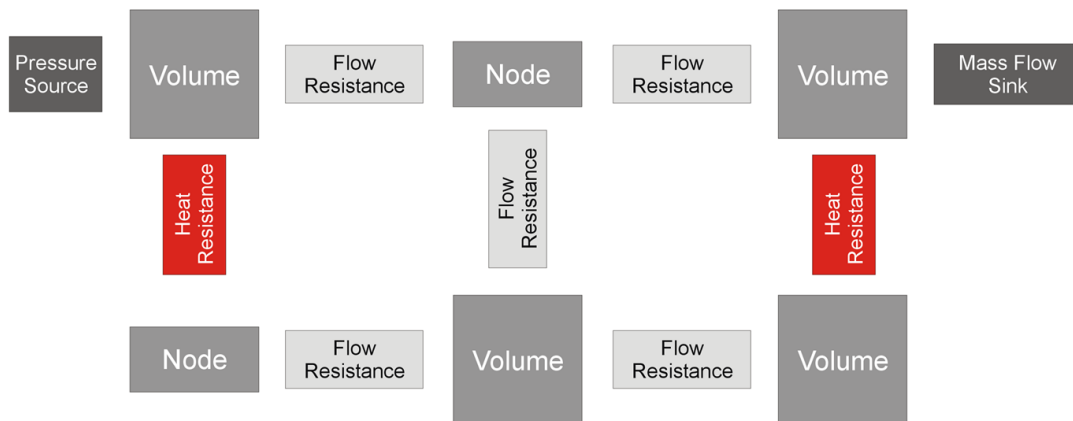 Pressure
Source
Volume
Flow
Resistance
Node
Flow
Resistance
Volume
Mass Flow
Sink
Heat
Resistance
Flow
Resistance
Heat
Resistance
Node
Flow
Resistance
Volume
Flow
Resistance
Volume